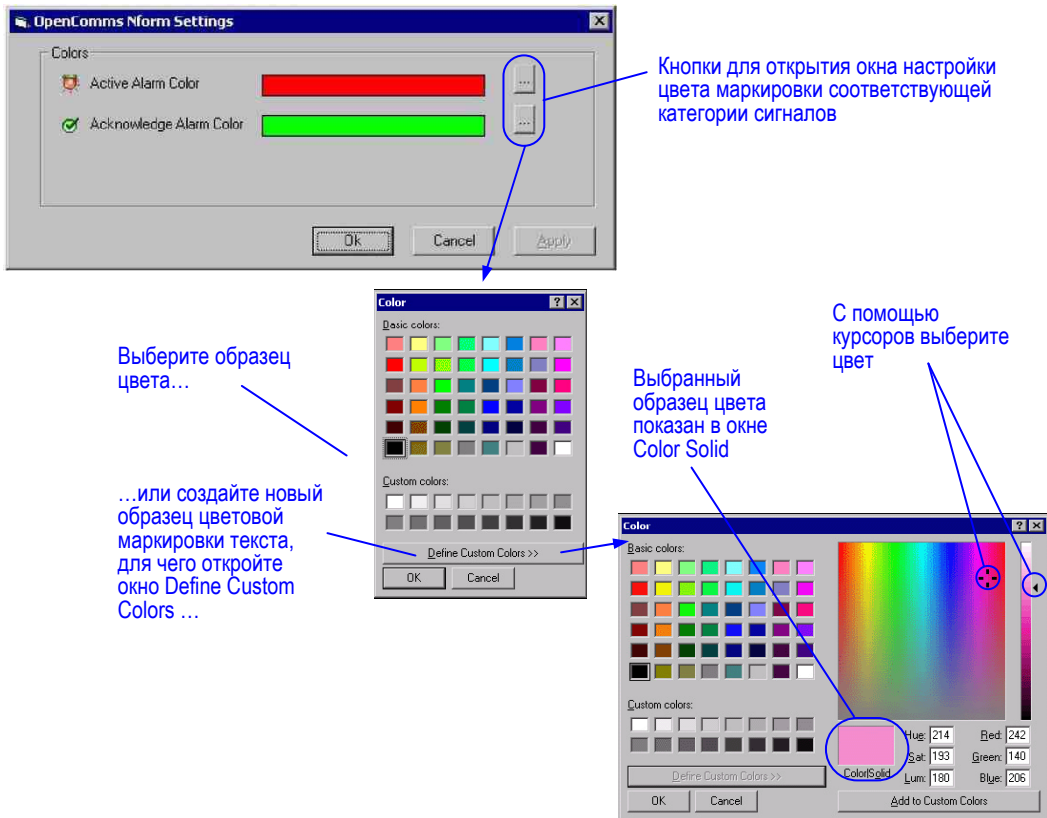 OpenComms Nform Settings
Colors
Active Alarm Color
...
Acknowledge Alarm Color
...
Ok
Cancel
Apply
Кнопки для открытия окна настройки
цвета маркировки соответствующей
категории сигналов
Выберите образец
цвета…
…или создайте новый
образец цветовой
маркировки текста,
для чего откройте
окно Define Custom
Colors …
Color
?
Basic colors:
Custom colors:
Define Custom Colors >>
OK
Cancel
Выбранный
образец цвета
показан в окне
Color Solid
С помощью
курсоров выберите
цвет
Color
?
Basic colors:
Custom colors:
Define Custom Colors >>
OK
Cancel
Color|Solid
Hue: 214
Sat: 193
Lum: 180
Red: 242
Green: 140
Blue: 206
Add to Custom Colors